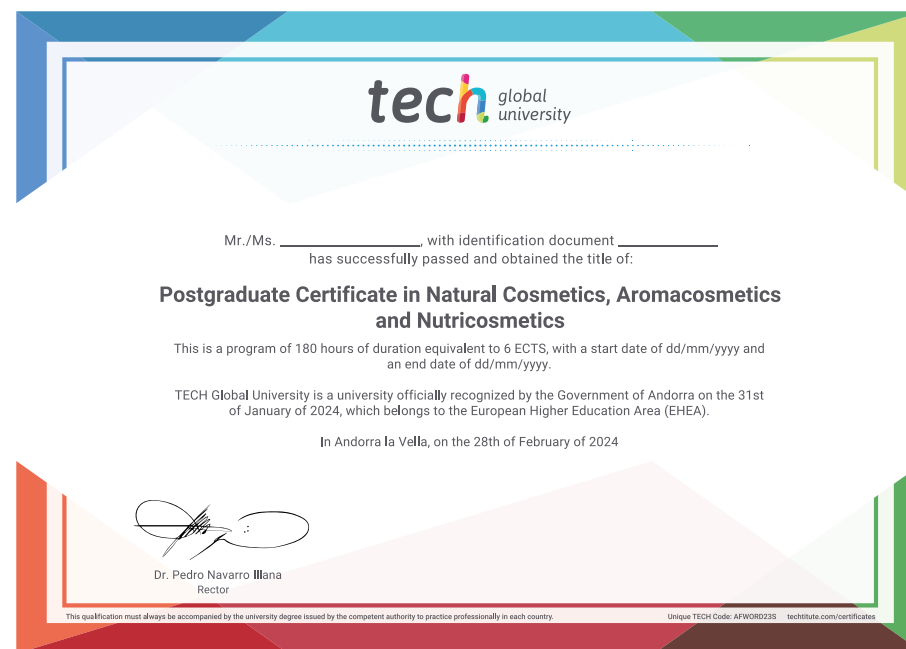 tech global university
Mr./Ms. ____________________, with identification document ______________
has successfully passed and obtained the title of:
Postgraduate Certificate in Natural Cosmetics, Aromacosmetics
and Nutricosmetics
This is a program of 180 hours of duration equivalent to 6 ECTS, with a start date of dd/mm/yyyy and
an end date of dd/mm/yyyy.
TECH Global University is a university officially recognized by the Government of Andorra on the 31st
of January of 2024, which belongs to the European Higher Education Area (EHEA).
In Andorra la Vella, on the 28th of February of 2024
Dr. Pedro Navarro Illana
Rector
This qualification must always be accompanied by the university degree issued by the competent authority to practice professionally in each country.
Unique TECH Code: AFWORD23S techtitute.com/certificates